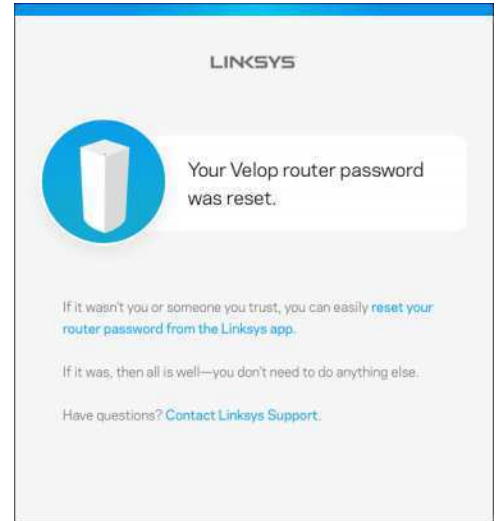 LINKSYS
Your Velop router password
was reset.
If it wasn't you or someone you trust, you can easily reset your
router password from the Linksys app.
If it was, then all is well—you don't need to do anything else.
Have questions? Contact Linksys Support.